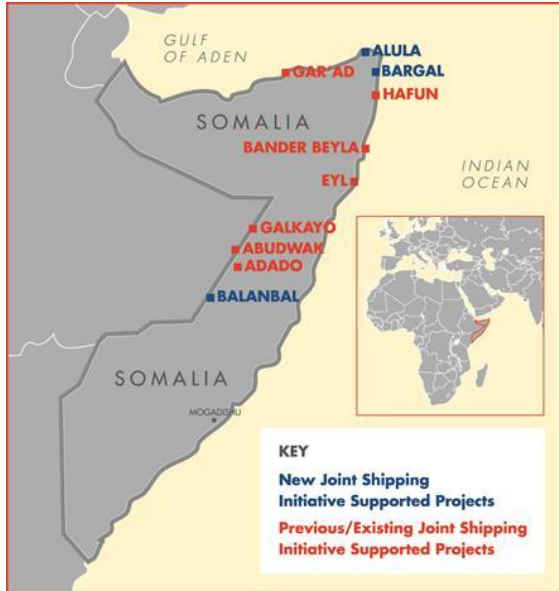 GULF
OF ADEN
ALULA
GAR'AD
BARGAL
HAFUN
SOMALIA
BANDER BEYLA
INDIAN
OCEAN
EYL
GALKAYO
ABUDWAK
ADADO
BALANBAL
SOMALIA
MOGADISHU
KEY
New Joint Shipping
Initiative Supported Projects
Previous/Existing Joint Shipping
Initiative Supported Projects